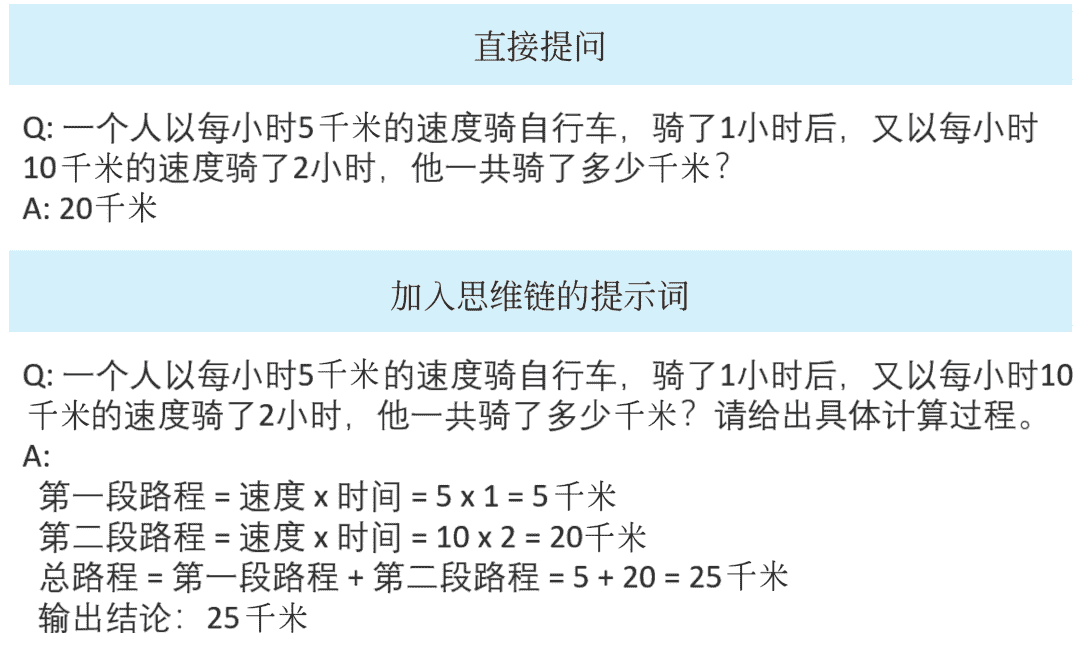 直接提问
Q: 一个人以每小时5千米的速度骑自行车，骑了1小时后，又以每小时
10千米的速度骑了2小时，他一共骑了多少千米？
A: 20千米
加入思维链的提示词
Q: 一个人以每小时5千米的速度骑自行车，骑了1小时后，又以每小时10
千米的速度骑了2小时，他一共骑了多少千米？请给出具体计算过程。
A:
第一段路程 = 速度 x 时间 = 5 x 1 = 5千米
第二段路程 = 速度 x 时间 = 10 x 2 = 20千米
总路程 = 第一段路程 + 第二段路程 = 5 + 20 = 25千米
输出结论：25千米